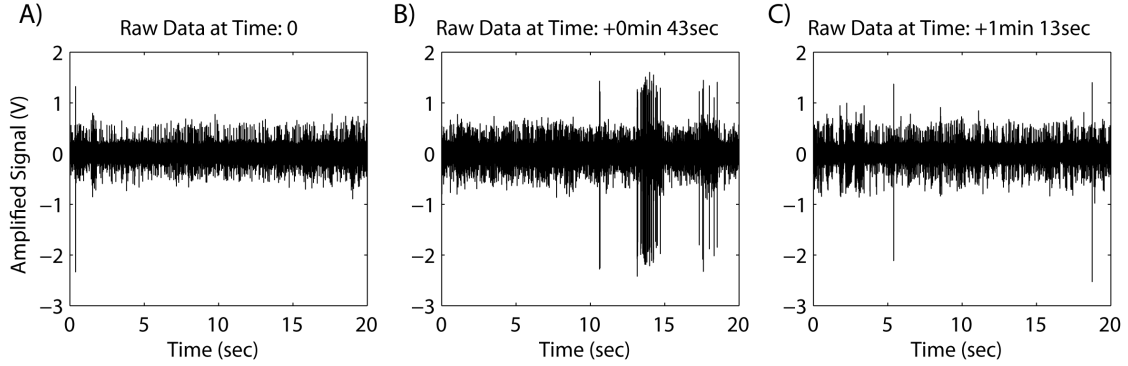 A)
Raw Data at Time: 0
B)
Raw Data at Time: +0min 43sec
C)
Raw Data at Time: +1min 13sec
Amplified Signal (V)
2
1
0
−1
−2
−3
0 5 10 15 20
Time (sec)
2
1
0
−1
−2
−3
0 5 10 15 20
Time (sec)
2
1
0
−1
−2
−3
0 5 10 15 20
Time (sec)